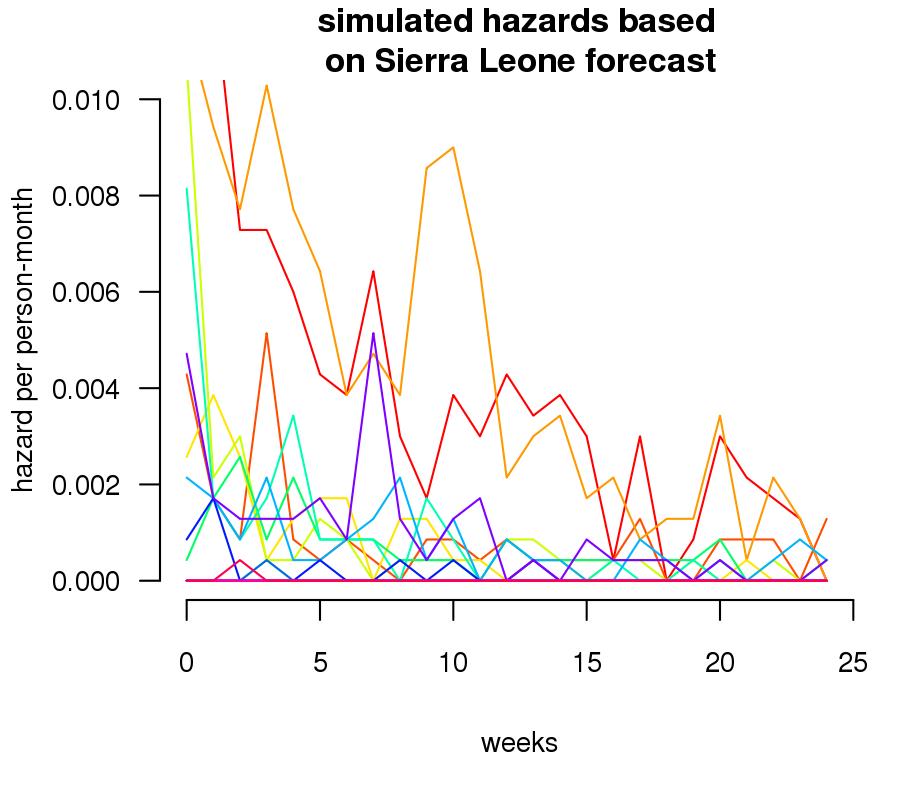 simulated hazards based
on Sierra Leone forecast
hazard per person-month
0.010
0.008
0.006
0.004
0.002
0.000
0 5 10 15 20 25
weeks